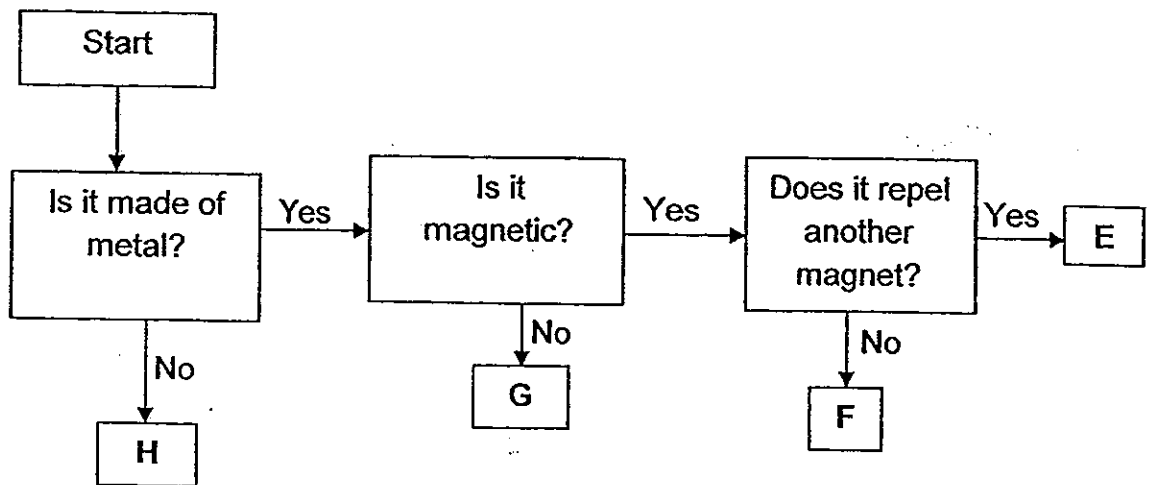 Start
Is it made of
metal?
Yes
Is it
magnetic?
Yes
Does it repel
another
magnet?
Yes
E
No
H
No
G
No
F